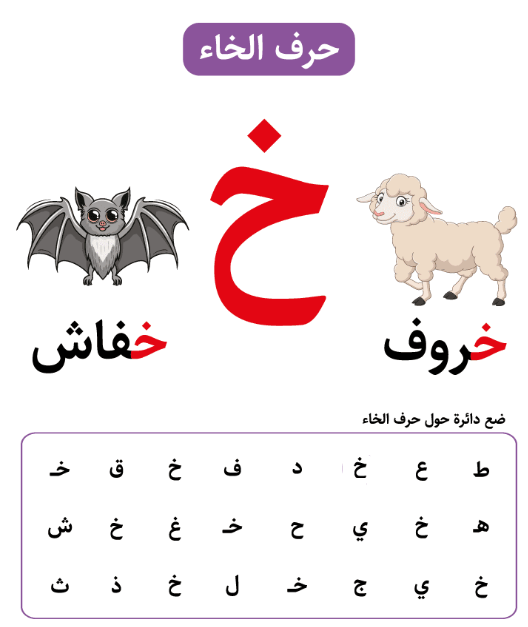 حرف الخاء
خ
خروف
خفاش
ضع دائرة حول حرف الخاء
ط ع خ د ف خ ق خـ
هـ خ ي ح خـ غ خ ش
خ ي ج خـ ل خ ذ ث